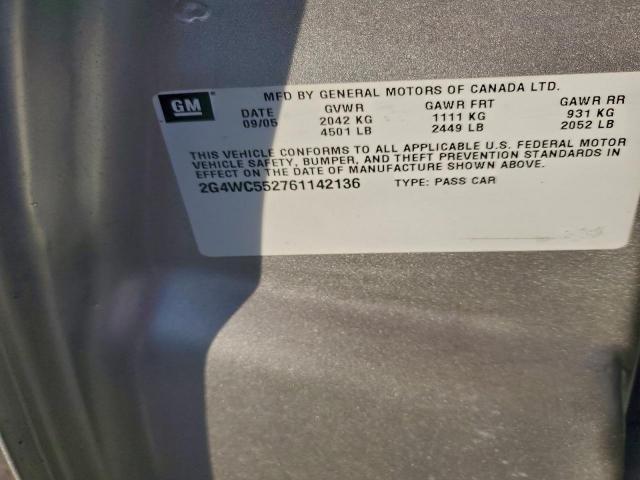 GM
MFD BY GENERAL MOTORS OF CANADA LTD.
DATE GVWR GAWR FRT GAWR RR
09/05 2042 KG 1111 KG 931 KG
4501 LB 2449 LB 2052 LB
THIS VEHICLE CONFORMS TO ALL APPLICABLE U.S. FEDERAL MOTOR
VEHICLE SAFETY, BUMPER, AND THEFT PREVENTION STANDARDS IN
EFFECT ON THE DATE OF MANUFACTURE SHOWN ABOVE.
2G4WC552761142136 TYPE: PASS CAR